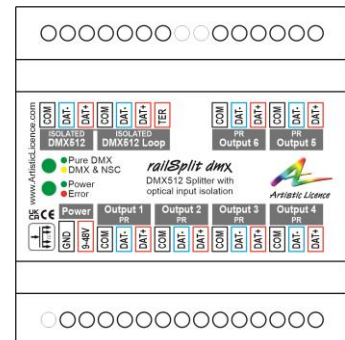 www.ArtisticLicence.com
COM DAT- DAT+ COM DAT- DAT+ TER COM DAT- DAT+ COM DAT- DAT+
ISOLATED DMX512
ISOLATED DMX512 Loop
PR Output 6
PR Output 5
Pure DMX
DMX & NSC
Power
Error
railSplit dmx
DMX512 Splitter with
optical input isolation
Artistic Licence
CE
Power
Output 1 PR
Output 2 PR
Output 3 PR
Output 4 PR
GND 9-48V COM DAT- DAT+ COM DAT- DAT+ COM DAT- DAT+ COM DAT- DAT+